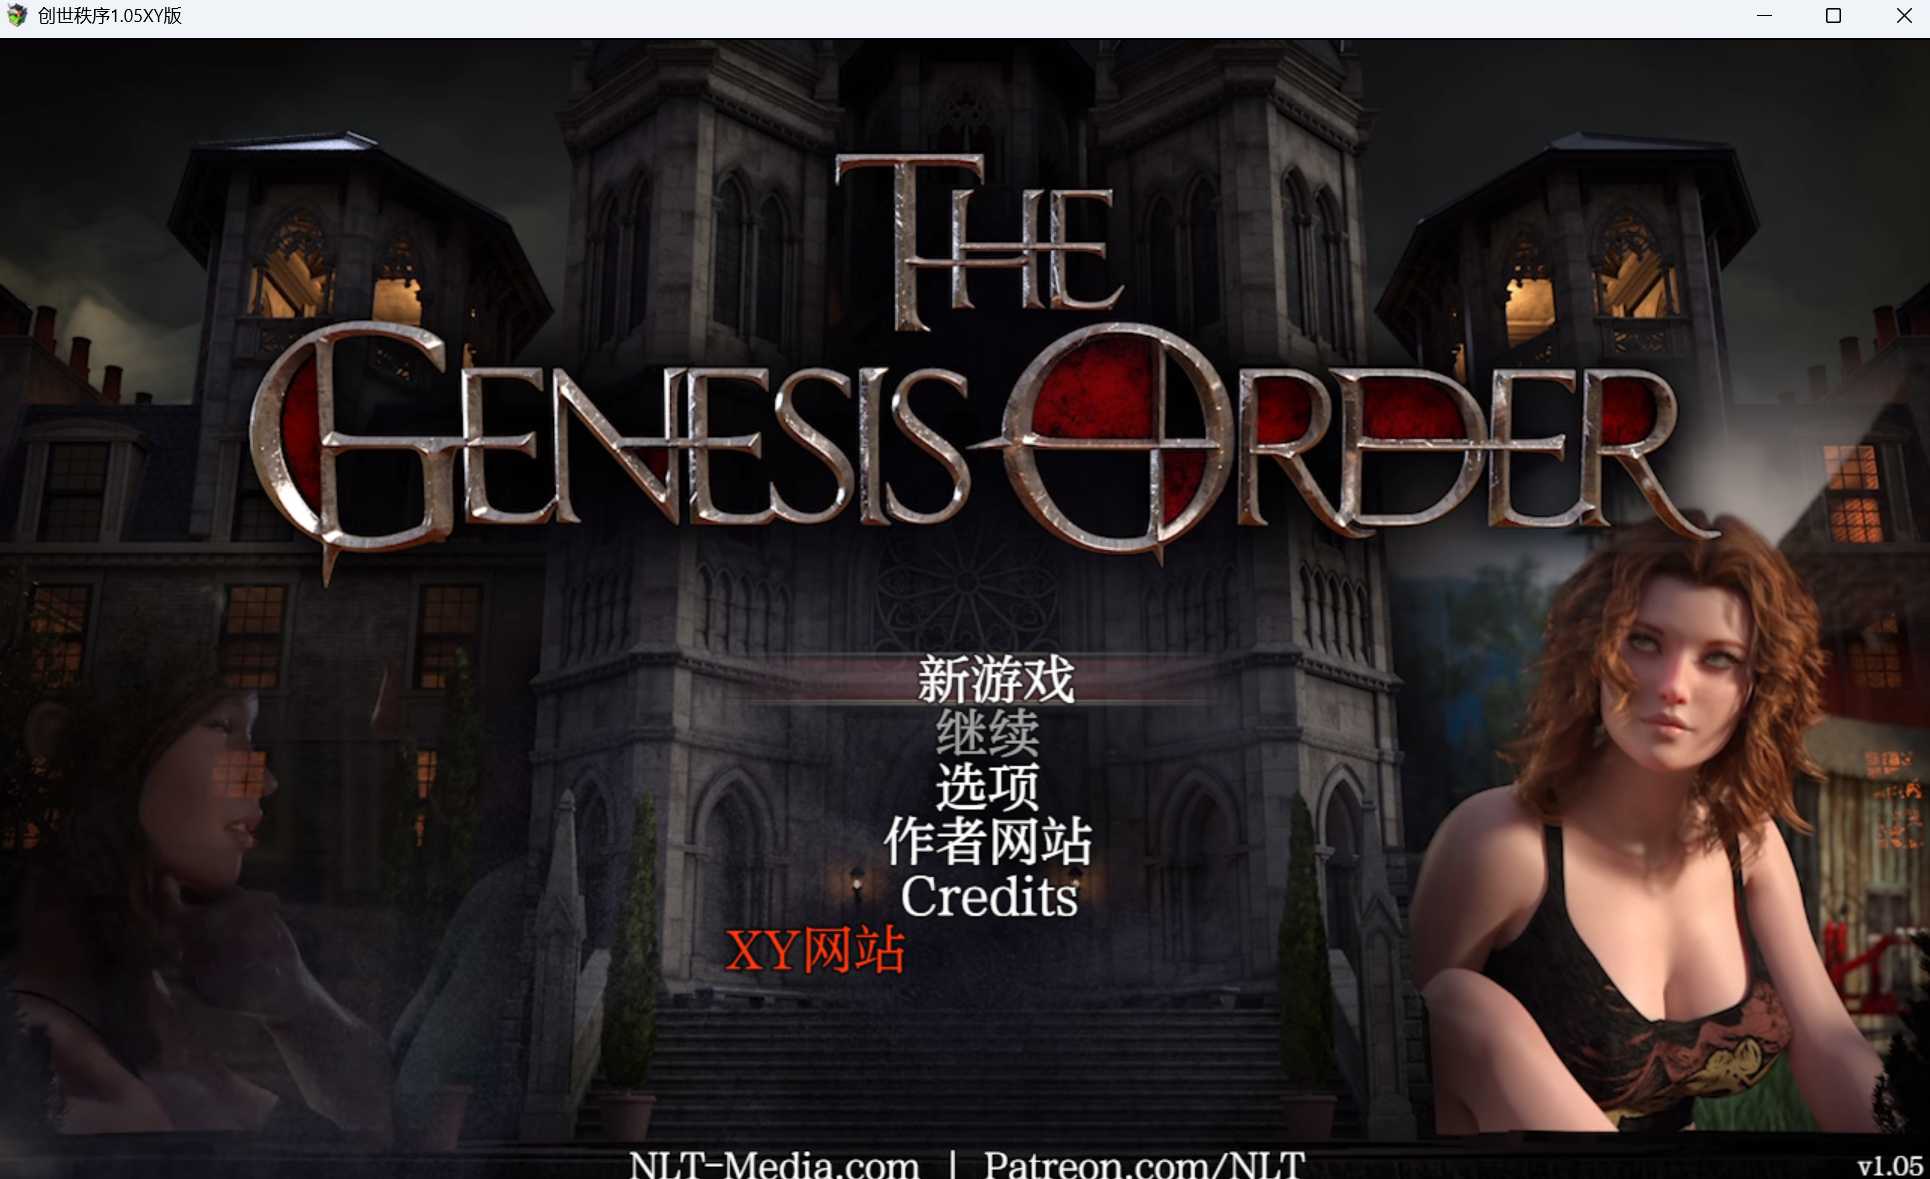 创世秩序1.05XY版
THE
GENESIS ORDER
新游戏
继续
选项
作者网站
Credits
XY网站
NLT-Media.com | Patreon.com/NLT
v1.05